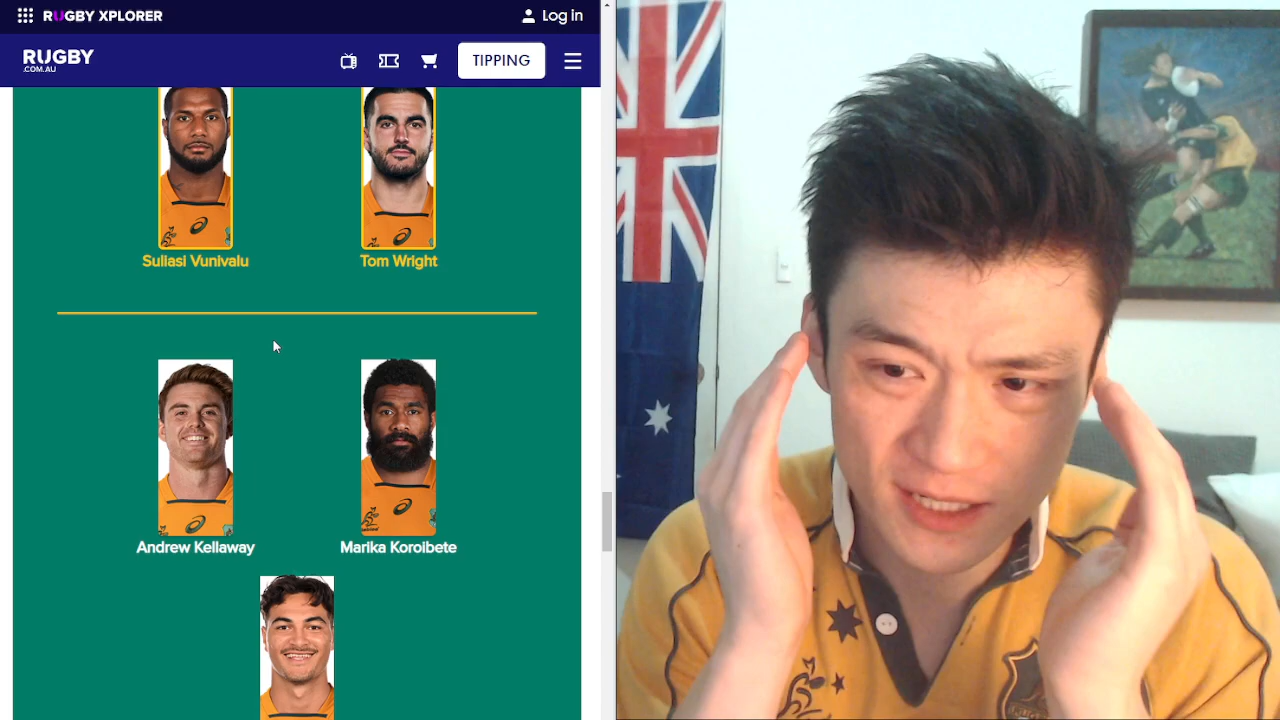 RUGBY XPLORER
Log in
RUGBY
.COM.AU
TIPPING
Suliasi Vunivalu
Tom Wright
Andrew Kellaway
Marika Koroibete